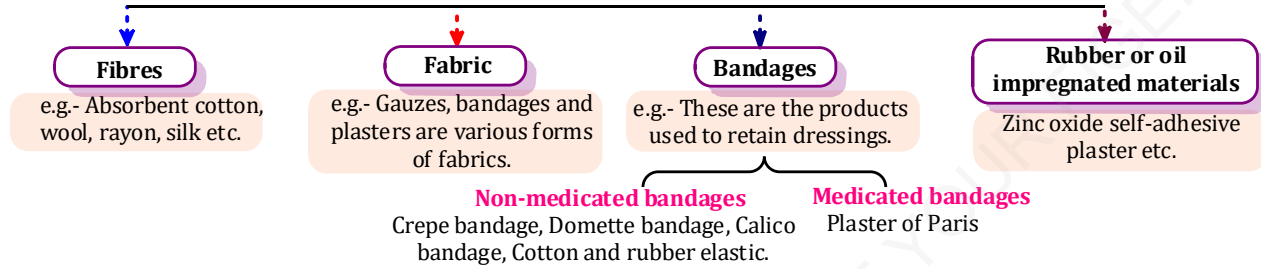 Fibres
e.g.- Absorbent cotton,
wool, rayon, silk etc.
Fabric
e.g.- Gauzes, bandages and
plasters are various forms
of fabrics.
Bandages
e.g.- These are the products
used to retain dressings.
Non-medicated bandages
Crepe bandage, Domette bandage, Calico
bandage, Cotton and rubber elastic.
Medicated bandages
Plaster of Paris
Rubber or oil
impregnated materials
Zinc oxide self-adhesive
plaster etc.